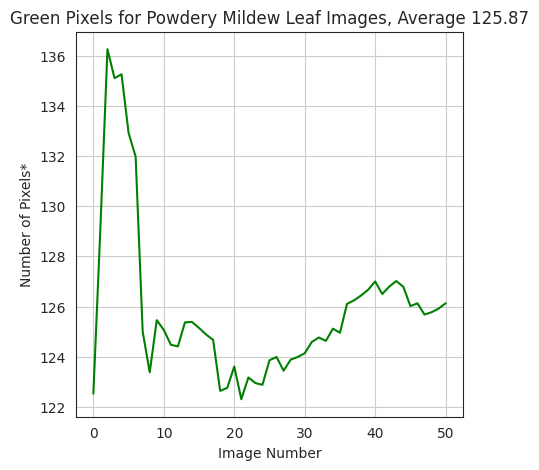 Green Pixels for Powdery Mildew Leaf Images, Average 125.87
136
134
132
130
128
126
124
122
Number of Pixels*
0 10 20 30 40 50
Image Number